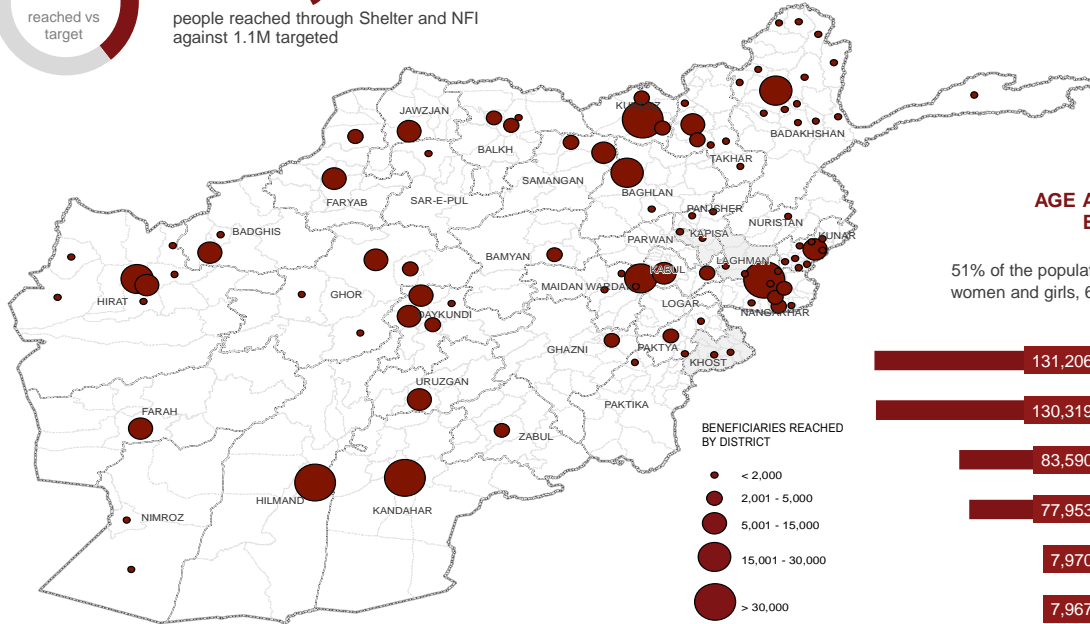 reached vs
target
people reached through Shelter and NFI
against 1.1M targeted
JAWZJAN
BALKH
KUNDUZ
TAKHAR
BADAKHSHAN
SAMANGAN
BAGHLAN
FARYAB
SAR-E-PUL
PANJSHER
NURISTAN
KAPISA
KUNAR
BADGHIS
PARWAN
LAGHMAN
BAMYAN
KABUL
HIRAT
GHOR
MAIDAN WARDAK
LOGAR
NANGARHAR
DAYKUNDI
GHAZNI
PAKTYA
KHOST
URUZGAN
PAKTIKA
FARAH
ZABUL
HILMAND
KANDAHAR
NIMROZ
BENEFICIARIES REACHED
BY DISTRICT
< 2,000
2,001 - 5,000
5,001 - 15,000
15,001 - 30,000
> 30,000
AGE A
51% of the populat
women and girls, 6
131,206
130,319
83,590
77,953
7,970
7,967